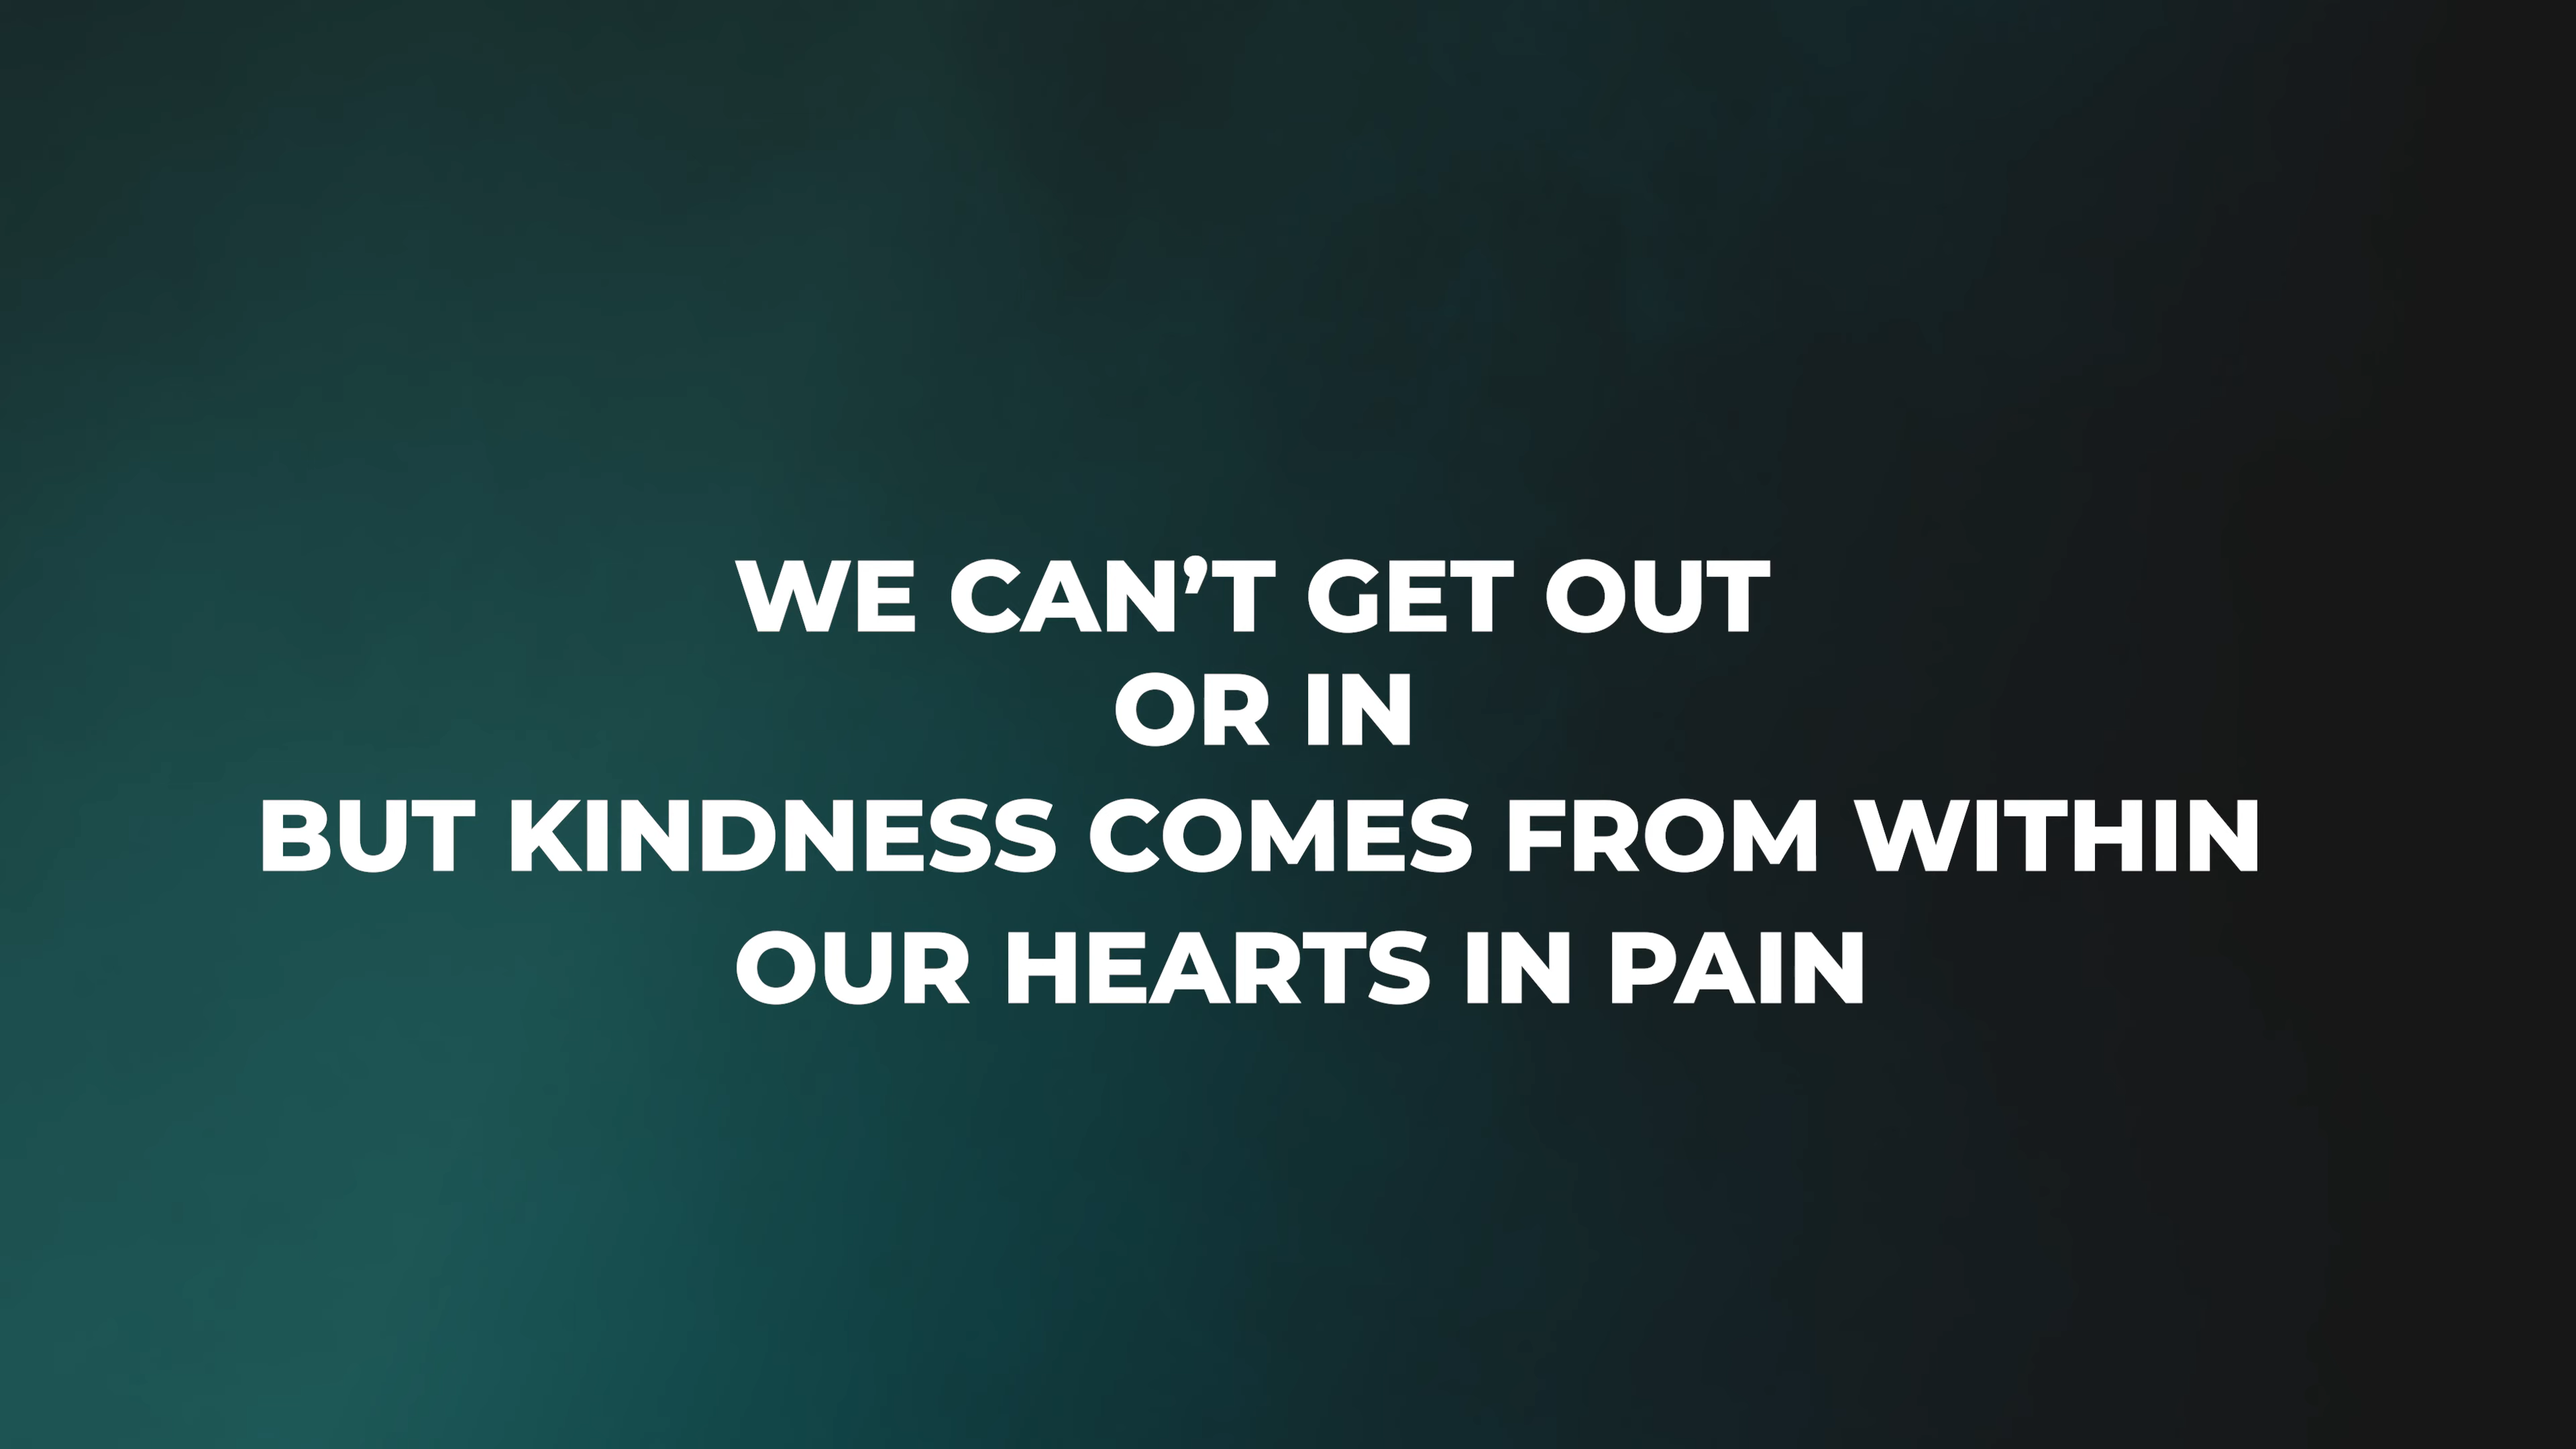 WE CAN’T GET OUT
OR IN
BUT KINDNESS COMES FROM WITHIN
OUR HEARTS IN PAIN